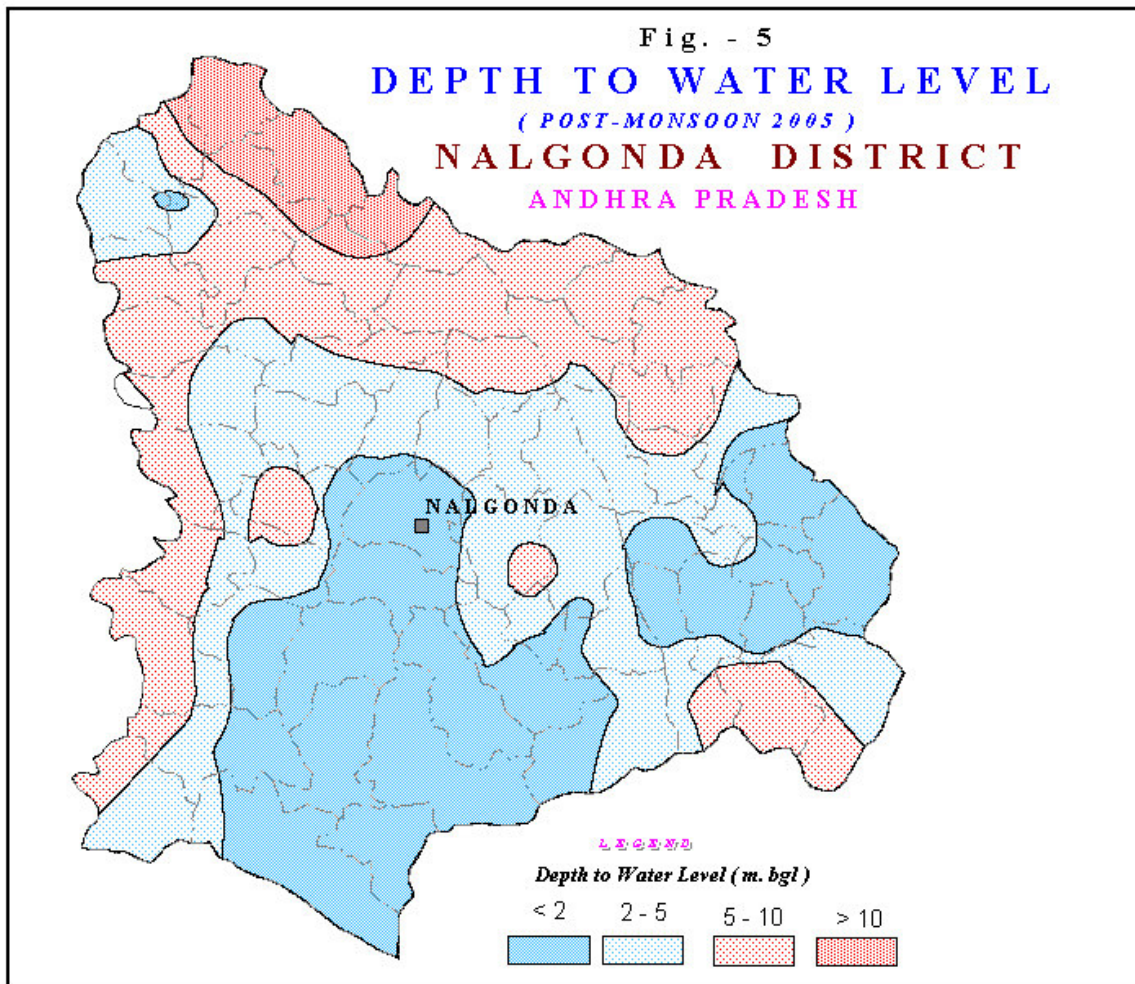 Fig. - 5
DEPTH TO WATER LEVEL
( POST-MONSOON 2005 )
NALGONDA DISTRICT
ANDHRA PRADESH
NALGONDA
LEGEND
Depth to Water Level ( m. bgl )
< 2 2 - 5 5 - 10 > 10